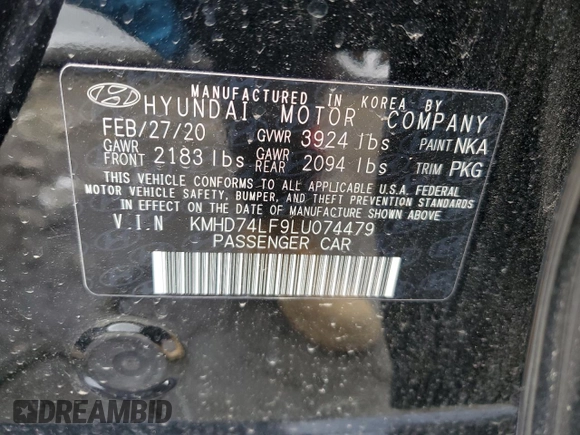 MANUFACTURED IN KOREA BY
HYUNDAI MOTOR COMPANY
FEB/27/20 GVWR 3924 lbs PAINT NKA
GAWR FRONT 2183 lbs GAWR REAR 2094 lbs TRIM PKG
THIS VEHICLE CONFORMS TO ALL APPLICABLE U.S.A. FEDERAL
MOTOR VEHICLE SAFETY, BUMPER, AND THEFT PREVENTION STANDARDS
IN EFFECT ON THE DATE OF MANUFACTURE SHOWN ABOVE
V.I.N KMHD74LF9LU074479
PASSENGER CAR
DREAMBID